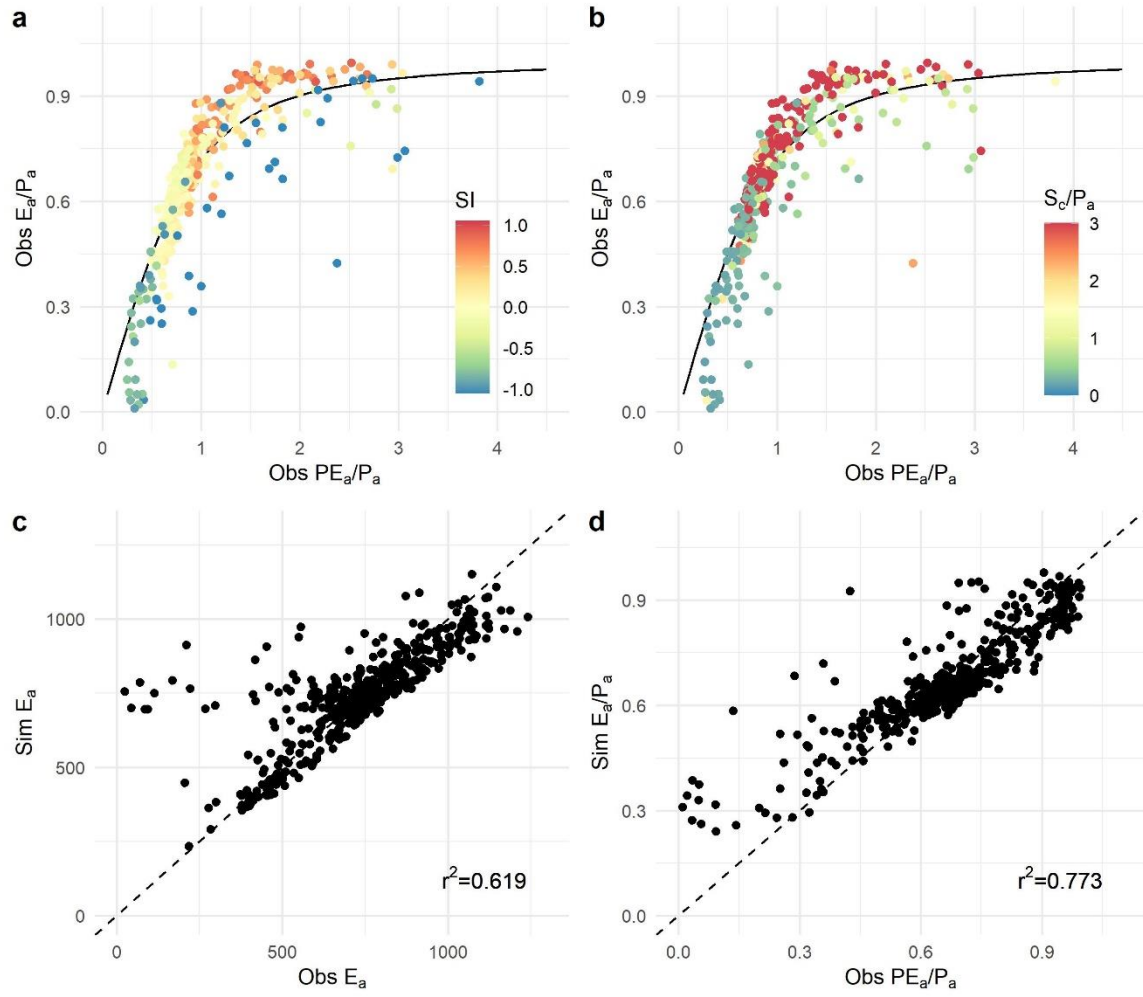 a
Obs Eₐ/Pₐ
0.9
0.6
0.3
0.0
SI
1.0
0.5
0.0
-0.5
-1.0
0 1 2 3 4
Obs PEₐ/Pₐ
b
Obs Eₐ/Pₐ
0.9
0.6
0.3
0.0
S_c/Pₐ
3
2
1
0
0 1 2 3 4
Obs PEₐ/Pₐ
c
Sim Eₐ
1000
500
0
r²=0.619
0 500 1000
Obs Eₐ
d
Sim Eₐ/Pₐ
0.9
0.6
0.3
0.0
r²=0.773
0.0 0.3 0.6 0.9
Obs PEₐ/Pₐ